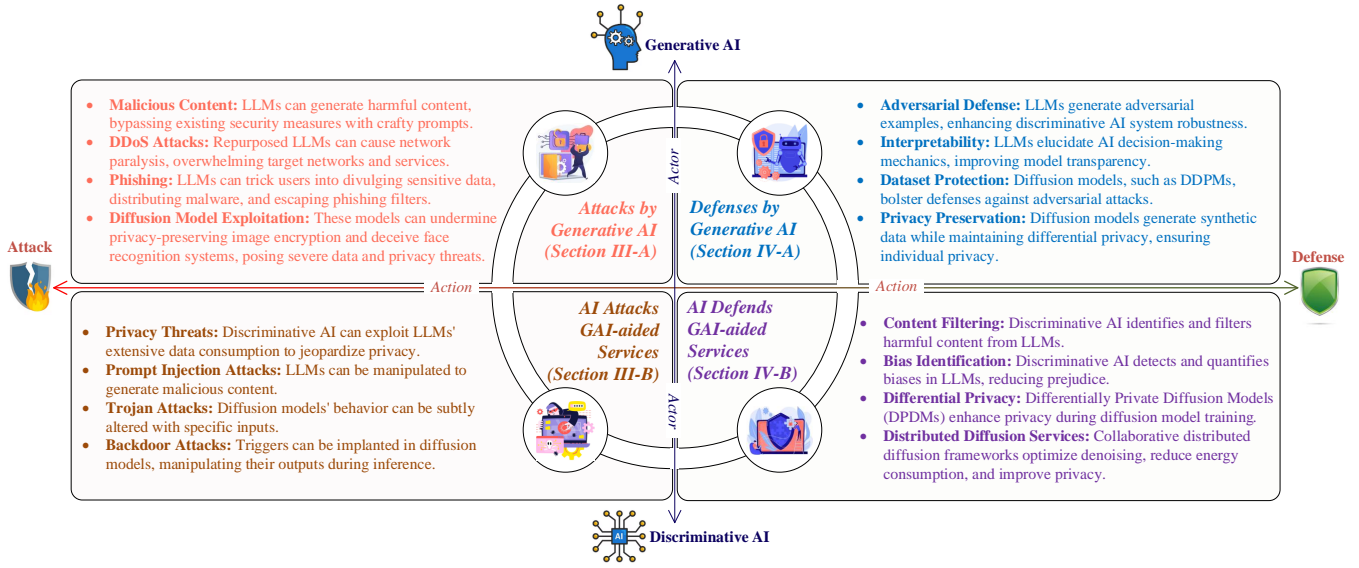 Generative AI
• Malicious Content: LLMs can generate harmful content,
bypassing existing security measures with crafty prompts.
• DDoS Attacks: Repurposed LLMs can cause network
paralysis, overwhelming target networks and services.
• Phishing: LLMs can trick users into divulging sensitive data,
distributing malware, and escaping phishing filters.
• Diffusion Model Exploitation: These models can undermine
privacy-preserving image encryption and deceive face
recognition systems, posing severe data and privacy threats.
Attacks by
Generative AI
(Section III-A)
Actor
Defenses by
Generative AI
(Section IV-A)
• Adversarial Defense: LLMs generate adversarial
examples, enhancing discriminative AI system robustness.
• Interpretability: LLMs elucidate AI decision-making
mechanics, improving model transparency.
• Dataset Protection: Diffusion models, such as DDPMs,
bolster defenses against adversarial attacks.
• Privacy Preservation: Diffusion models generate synthetic
data while maintaining differential privacy, ensuring
individual privacy.
Attack
Action
Action
Defense
• Privacy Threats: Discriminative AI can exploit LLMs'
extensive data consumption to jeopardize privacy.
• Prompt Injection Attacks: LLMs can be manipulated to
generate malicious content.
• Trojan Attacks: Diffusion models' behavior can be subtly
altered with specific inputs.
• Backdoor Attacks: Triggers can be implanted in diffusion
models, manipulating their outputs during inference.
AI Attacks
GAI-aided
Services
(Section III-B)
Actor
AI Defends
GAI-aided
Services
(Section IV-B)
• Content Filtering: Discriminative AI identifies and filters
harmful content from LLMs.
• Bias Identification: Discriminative AI detects and quantifies
biases in LLMs, reducing prejudice.
• Differential Privacy: Differentially Private Diffusion Models
(DPDMs) enhance privacy during diffusion model training.
• Distributed Diffusion Services: Collaborative distributed
diffusion frameworks optimize denoising, reduce energy
consumption, and improve privacy.
AI
Discriminative AI